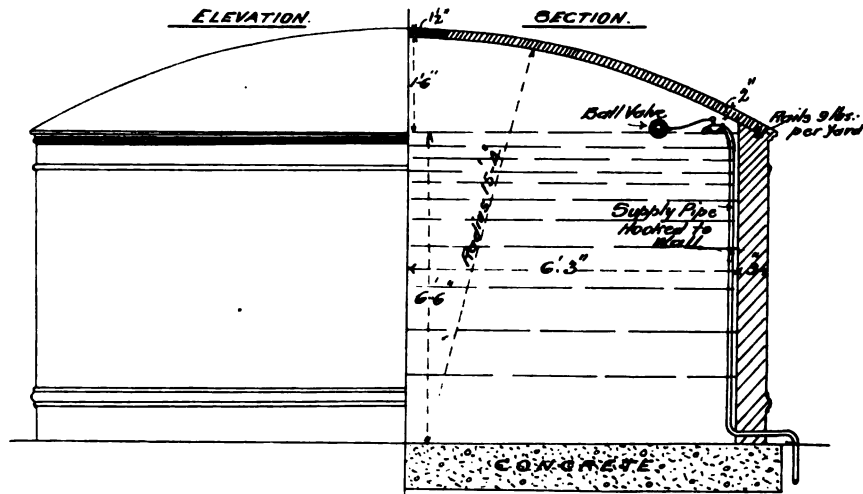 ELEVATION.
SECTION.
1½"
1'6"
2"
Ball Valve
Rails 9 lbs.
per Yard
Supply Pipe
Hooked to
Wall
6'.3"
6'-6"
CONCRETE